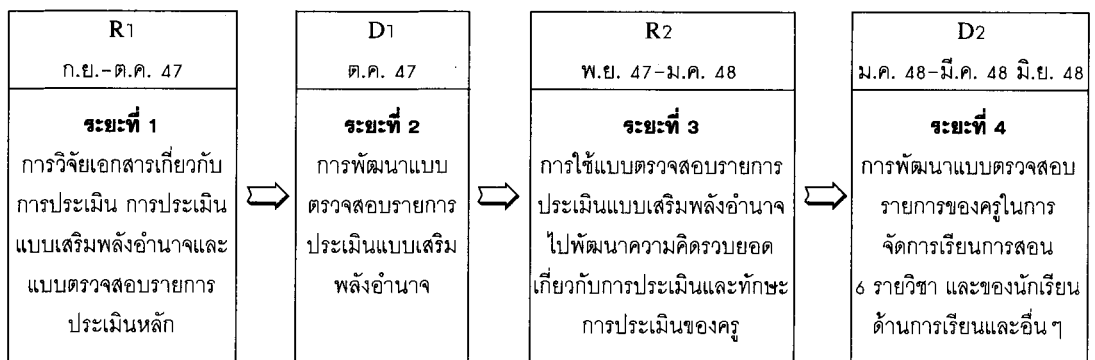 R1
ก.ย.-ต.ค. 47
ระยะที่ 1
การวิจัยเอกสารเกี่ยวกับ
การประเมิน การประเมิน
แบบเสริมพลังอำนาจและ
แบบตรวจสอบรายการ
ประเมินหลัก
D1
ต.ค. 47
ระยะที่ 2
การพัฒนาแบบ
ตรวจสอบรายการ
ประเมินแบบเสริม
พลังอำนาจ
R2
พ.ย. 47-ม.ค. 48
ระยะที่ 3
การใช้แบบตรวจสอบรายการ
ประเมินแบบเสริมพลังอำนาจ
ไปพัฒนาความคิดรวบยอด
เกี่ยวกับการประเมินและทักษะ
การประเมินของครู
D2
ม.ค. 48-มี.ค. 48 มิ.ย. 48
ระยะที่ 4
การพัฒนาแบบตรวจสอบ
รายการของครูในการ
จัดการเรียนการสอน
6 รายวิชา และของนักเรียน
ด้านการเรียนและอื่นๆ